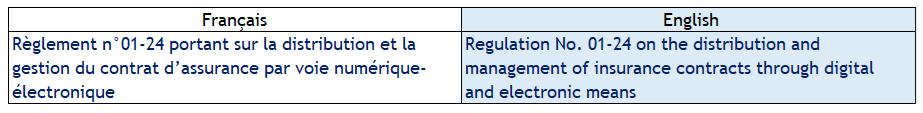 Français
English
Règlement n°01-24 portant sur la distribution et la
gestion du contrat d’assurance par voie numérique-
électronique
Regulation No. 01-24 on the distribution and
management of insurance contracts through digital
and electronic means